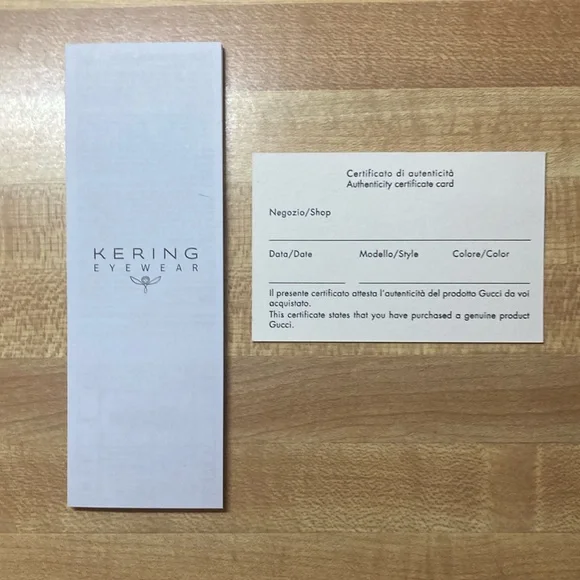 KERING
EYEWEAR
Certificato di autenticità
Authenticity certificate card
Negozio/Shop
Data/Date Modello/Style Colore/Color
Il presente certificato attesta l'autenticità del prodotto Gucci da voi
acquistato.
This certificate states that you have purchased a genuine product
Gucci.